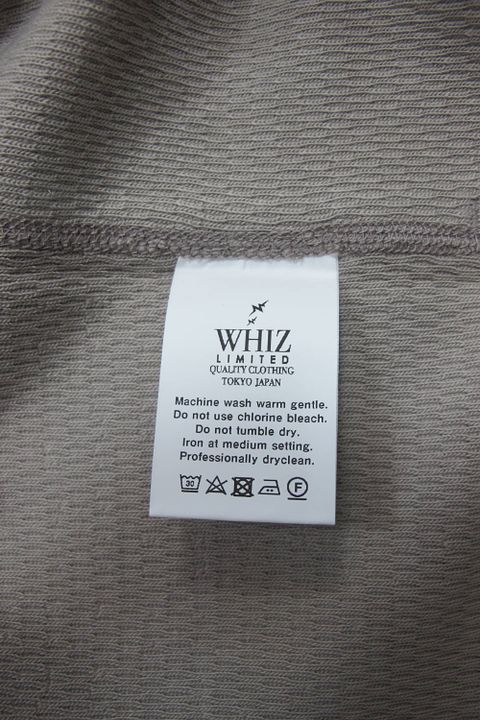 WHIZ
LIMITED
QUALITY CLOTHING
TOKYO JAPAN
Machine wash warm gentle.
Do not use chlorine bleach.
Do not tumble dry.
Iron at medium setting.
Professionally dryclean.
30 F